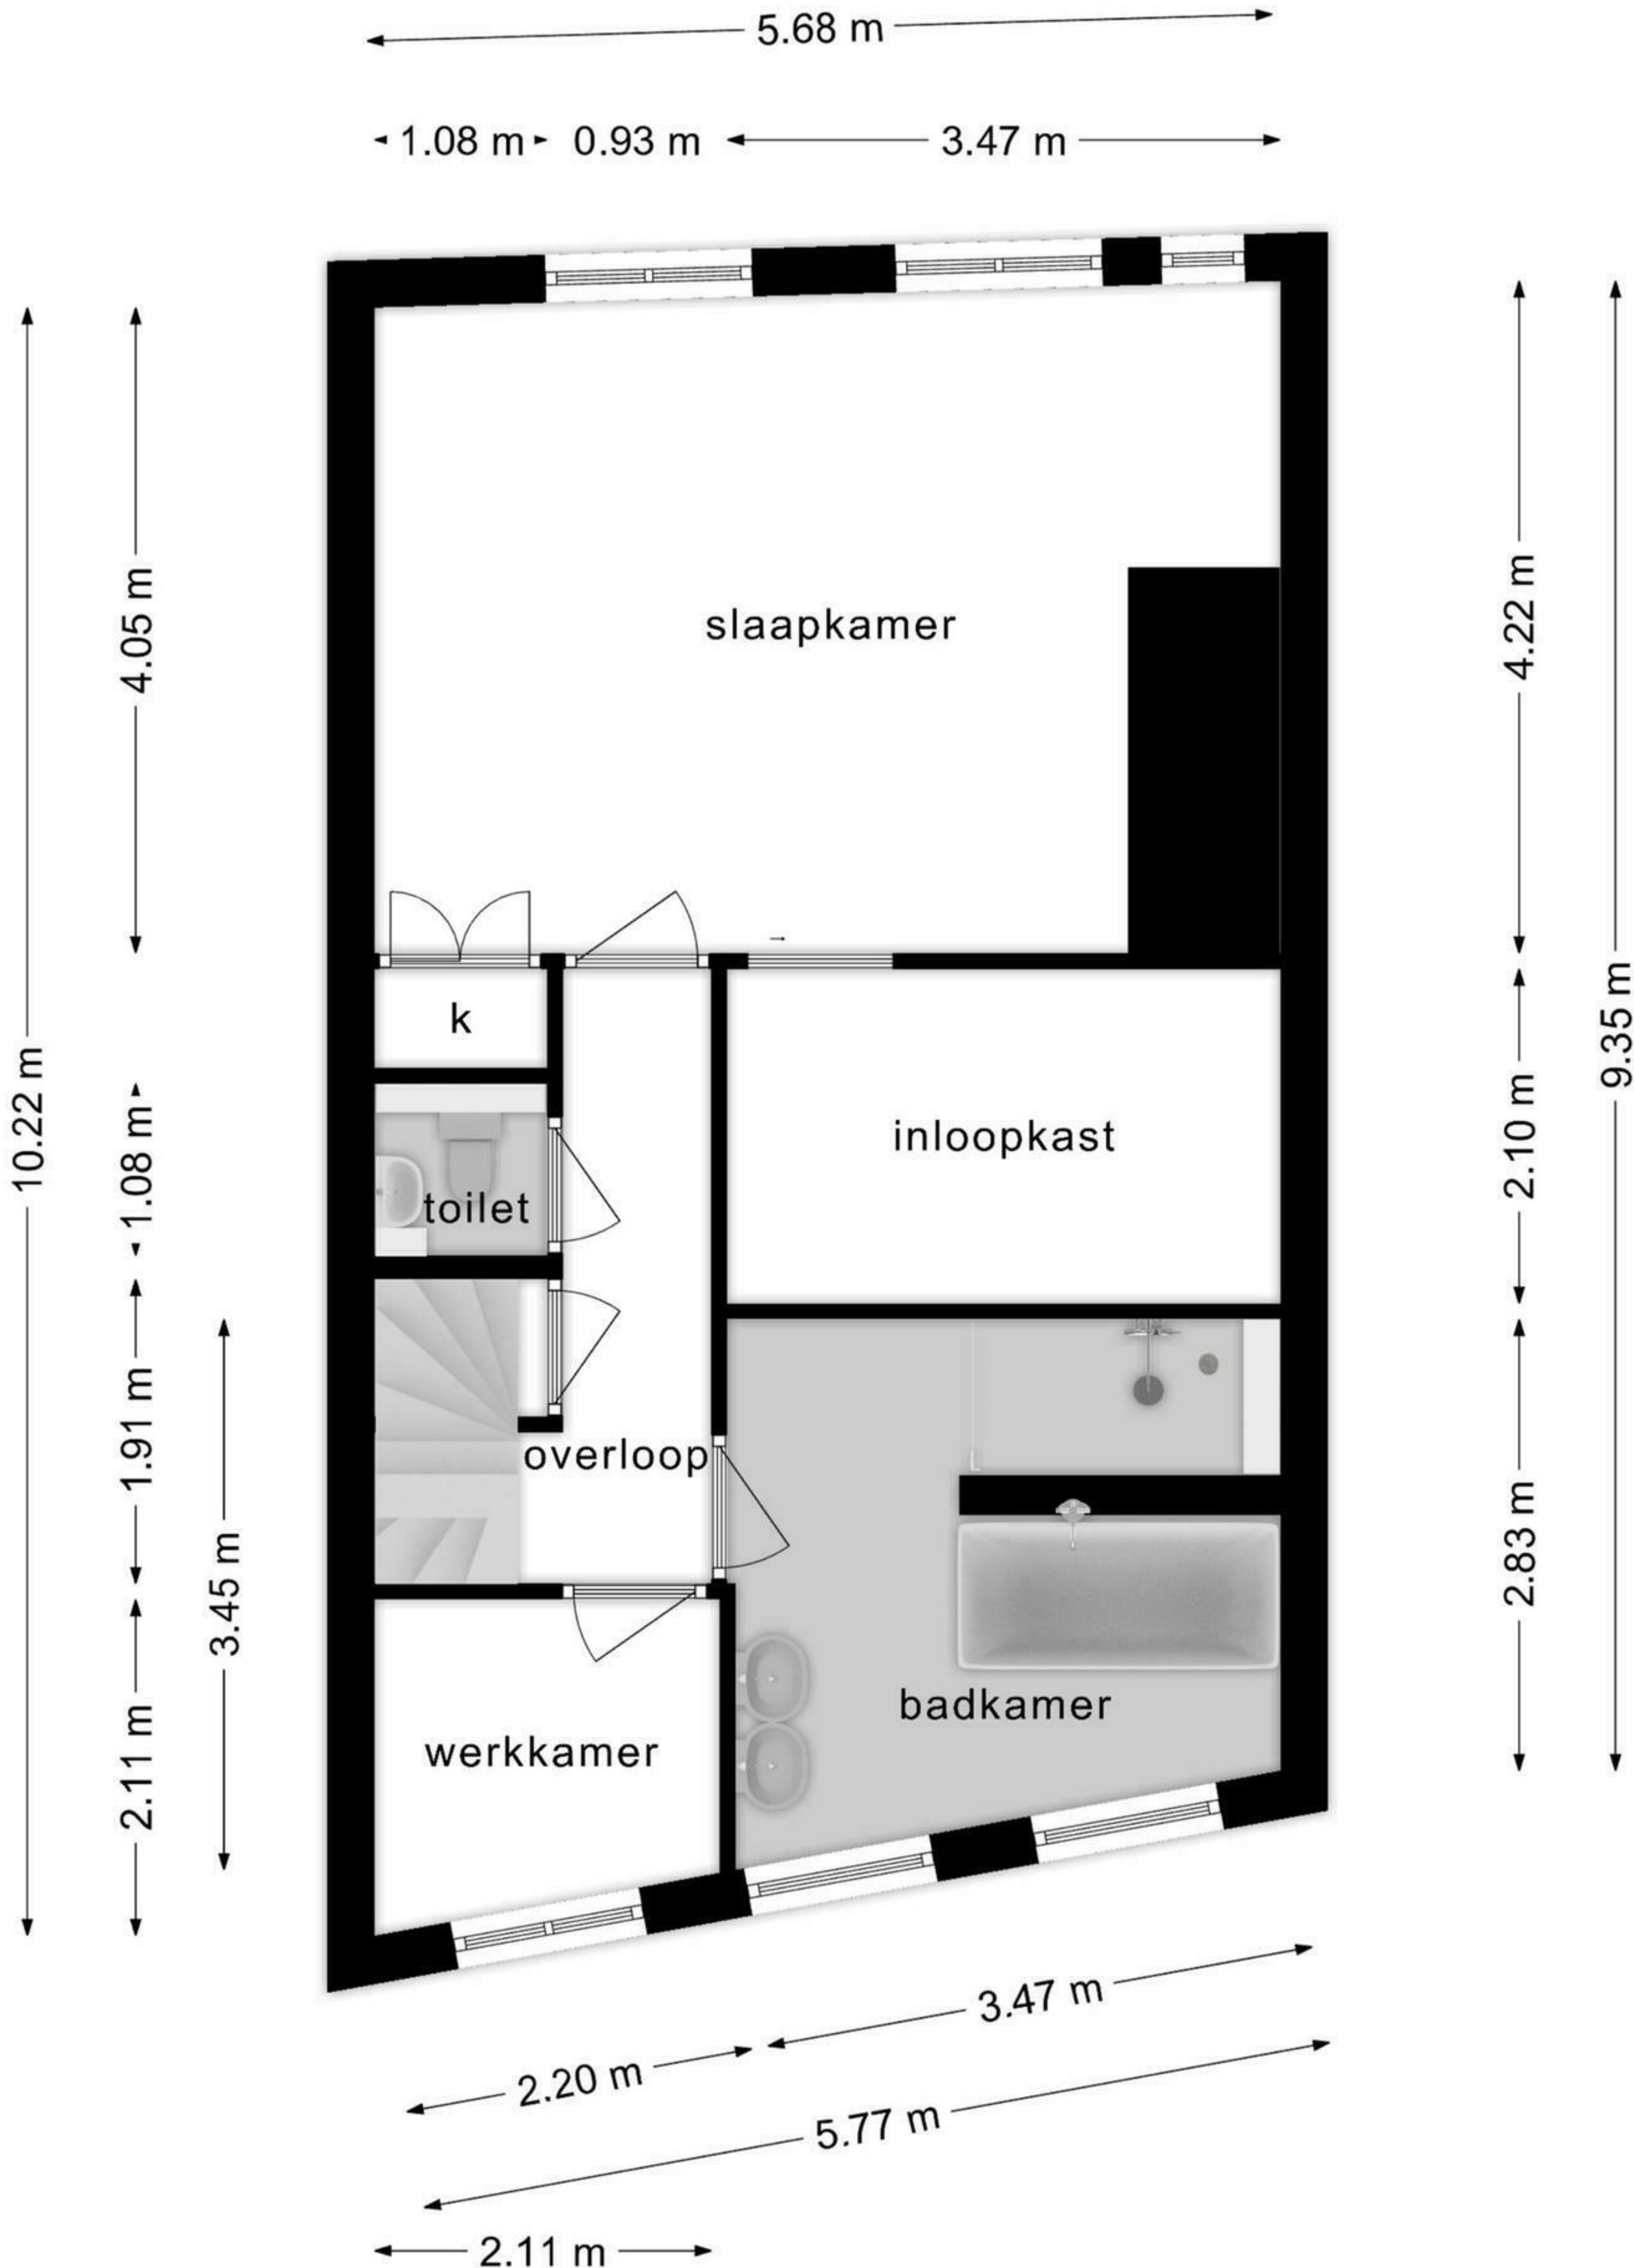 5.68 m
1.08 m 0.93 m 3.47 m
4.05 m
4.22 m
slaapkamer
10.22 m
9.35 m
k
1.08 m
toilet
inloopkast
2.10 m
1.91 m
overloop
3.45 m
2.83 m
2.11 m
werkkamer
badkamer
3.47 m
2.20 m
5.77 m
2.11 m